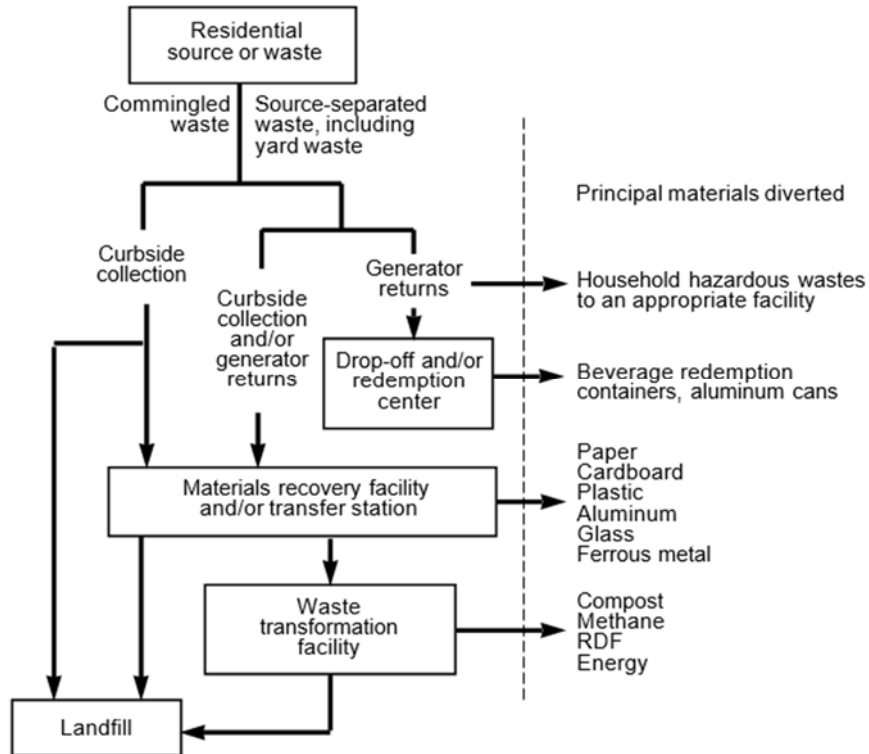 Residential
source or waste
Commingled
waste
Source-separated
waste, including
yard waste
Principal materials diverted
Curbside
collection
Generator
returns
Household hazardous wastes
to an appropriate facility
Curbside
collection
and/or
generator
returns
Drop-off and/or
redemption
center
Beverage redemption
containers, aluminum cans
Materials recovery facility
and/or transfer station
Paper
Cardboard
Plastic
Aluminum
Glass
Ferrous metal
Waste
transformation
facility
Compost
Methane
RDF
Energy
Landfill